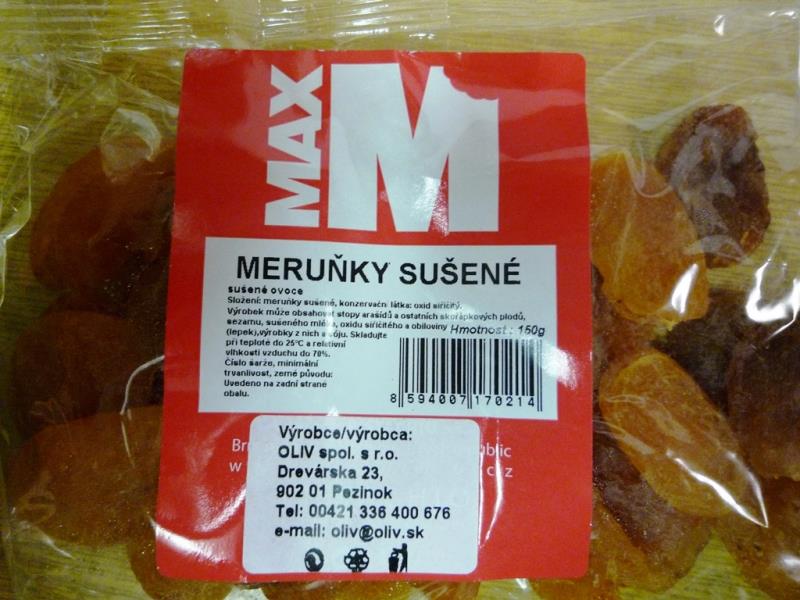 MAX
M
MERUŇKY SUŠENÉ
sušené ovoce
Složení: meruňky sušené, konzervační látka: oxid siřičitý.
Výrobek může obsahovat stopy arašídů a ostatních skořápkových plodů,
sezamu, sušeného mléka, oxidu siřičitého a obiloviny
Hmotnost : 150g
(lepek),výrobky z nich a sóju. Skladujte
při teplotě do 25°C a relativní
vlhkosti vzduchu do 70%.
Číslo šarže, minimální
trvanlivost, země původu:
Uvedeno na zadní straně
obalu.
8 594007 170214
Výrobce/výrobca:
OLIV spol. s r.o.
Drevárska 23,
902 01 Pezinok
Tel: 00421 336 400 676
e-mail: oliv@oliv.sk